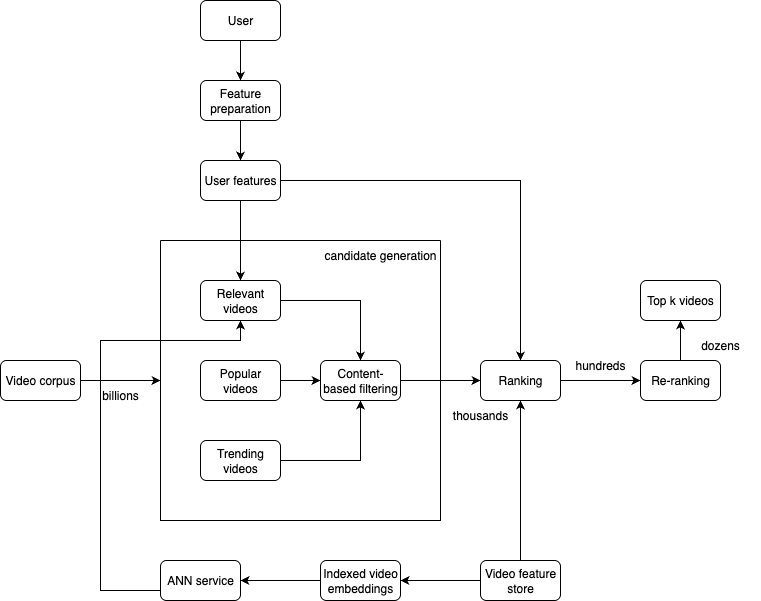 User
Feature
preparation
User features
candidate generation
Relevant
videos
Top k videos
dozens
hundreds
Video corpus
billions
Popular
videos
Content-
based filtering
Ranking
Re-ranking
thousands
Trending
videos
ANN service
Indexed video
embeddings
Video feature
store